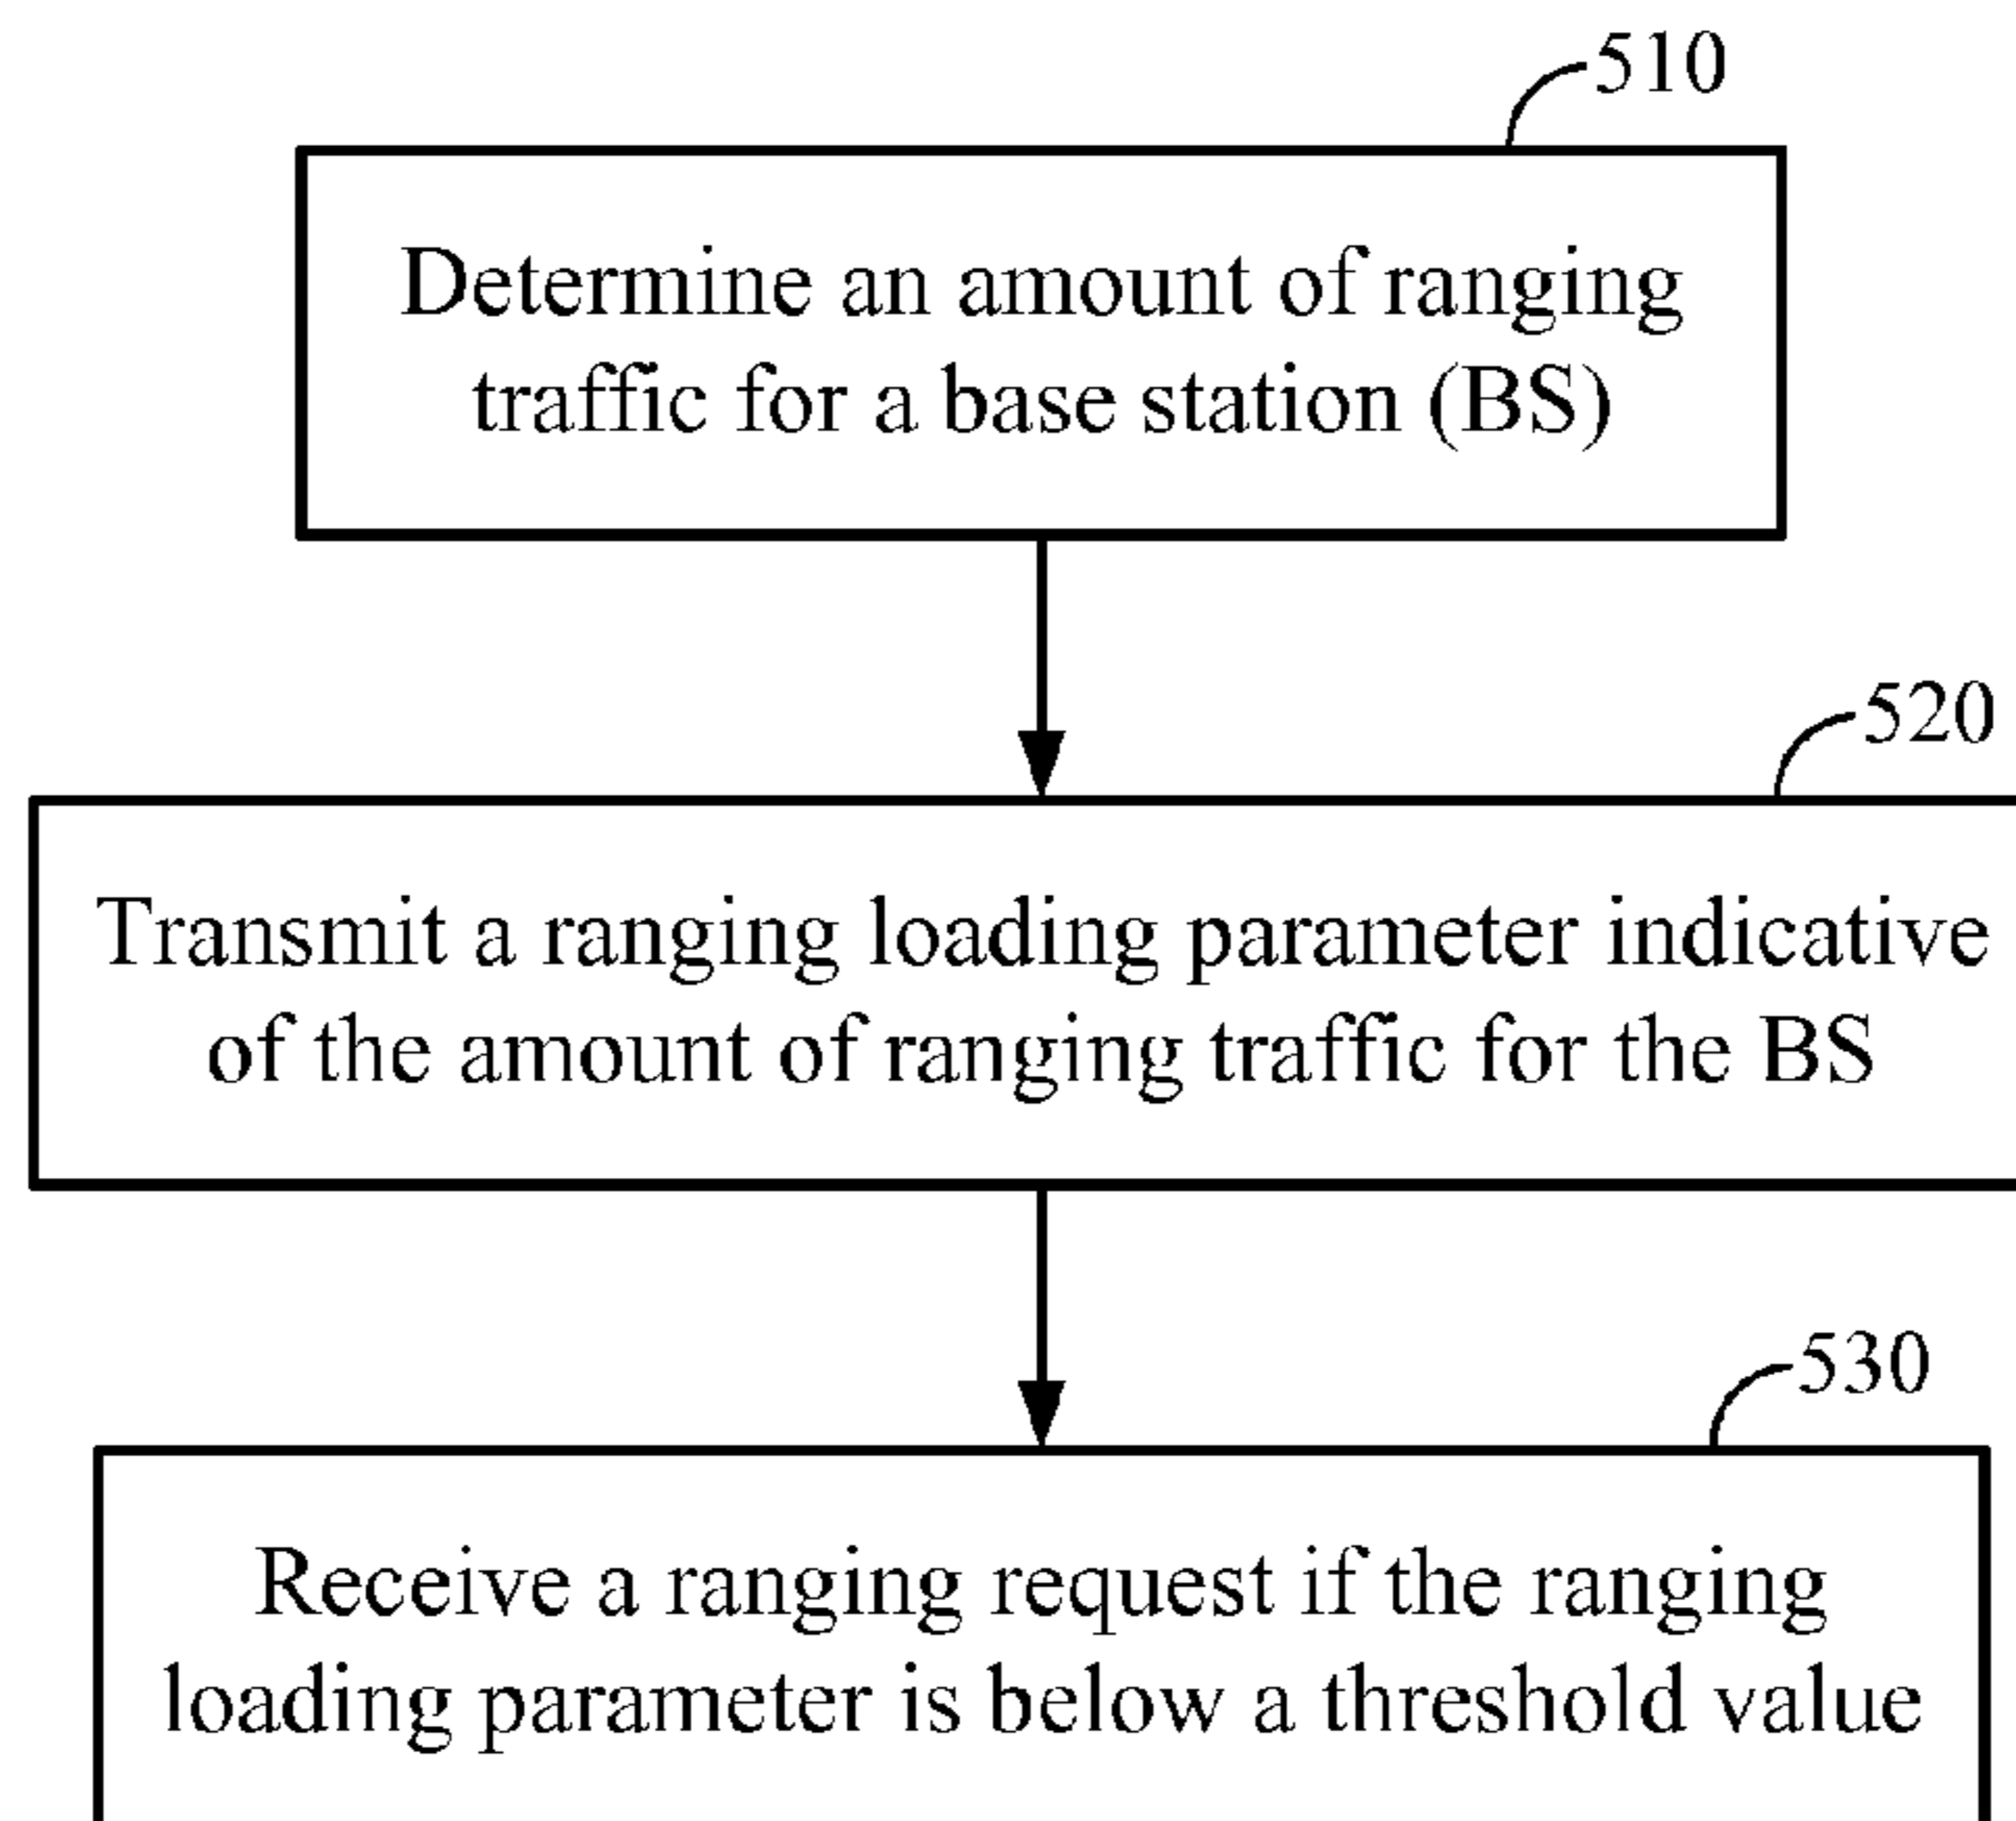 510
Determine an amount of ranging
traffic for a base station (BS)
520
Transmit a ranging loading parameter indicative
of the amount of ranging traffic for the BS
530
Receive a ranging request if the ranging
loading parameter is below a threshold value